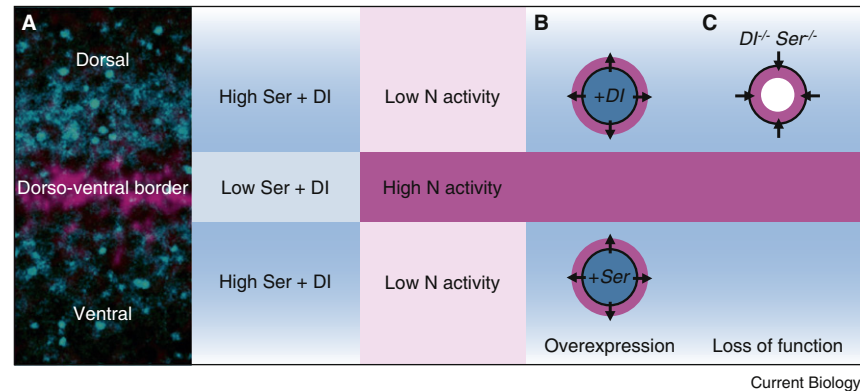 A
Dorsal
Dorso-ventral border
Ventral
High Ser + Dl
Low Ser + Dl
High Ser + Dl
Low N activity
High N activity
Low N activity
B
+Dl
+Ser
Overexpression
C
Dl-/- Ser-/-
Loss of function
Current Biology